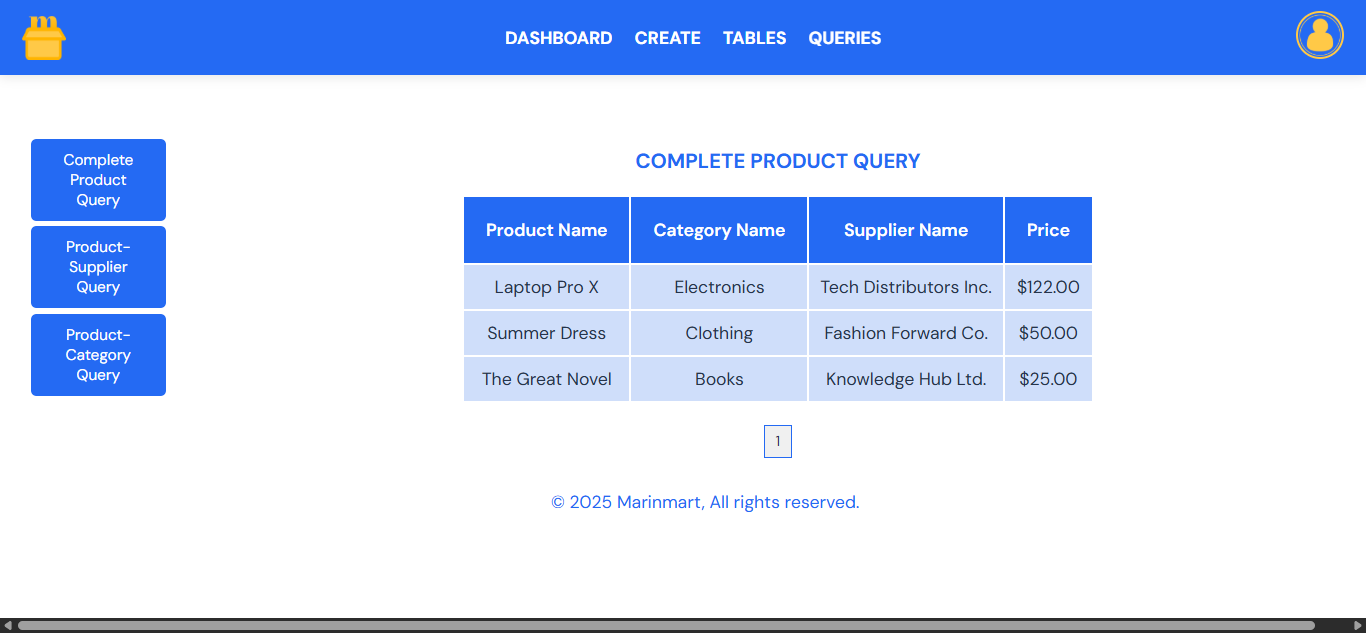 DASHBOARD CREATE TABLES QUERIES
Complete
Product
Query
Product-
Supplier
Query
Product-
Category
Query
COMPLETE PRODUCT QUERY
Product Name Category Name Supplier Name Price
Laptop Pro X Electronics Tech Distributors Inc. $122.00
Summer Dress Clothing Fashion Forward Co. $50.00
The Great Novel Books Knowledge Hub Ltd. $25.00
1
© 2025 Marinmart, All rights reserved.